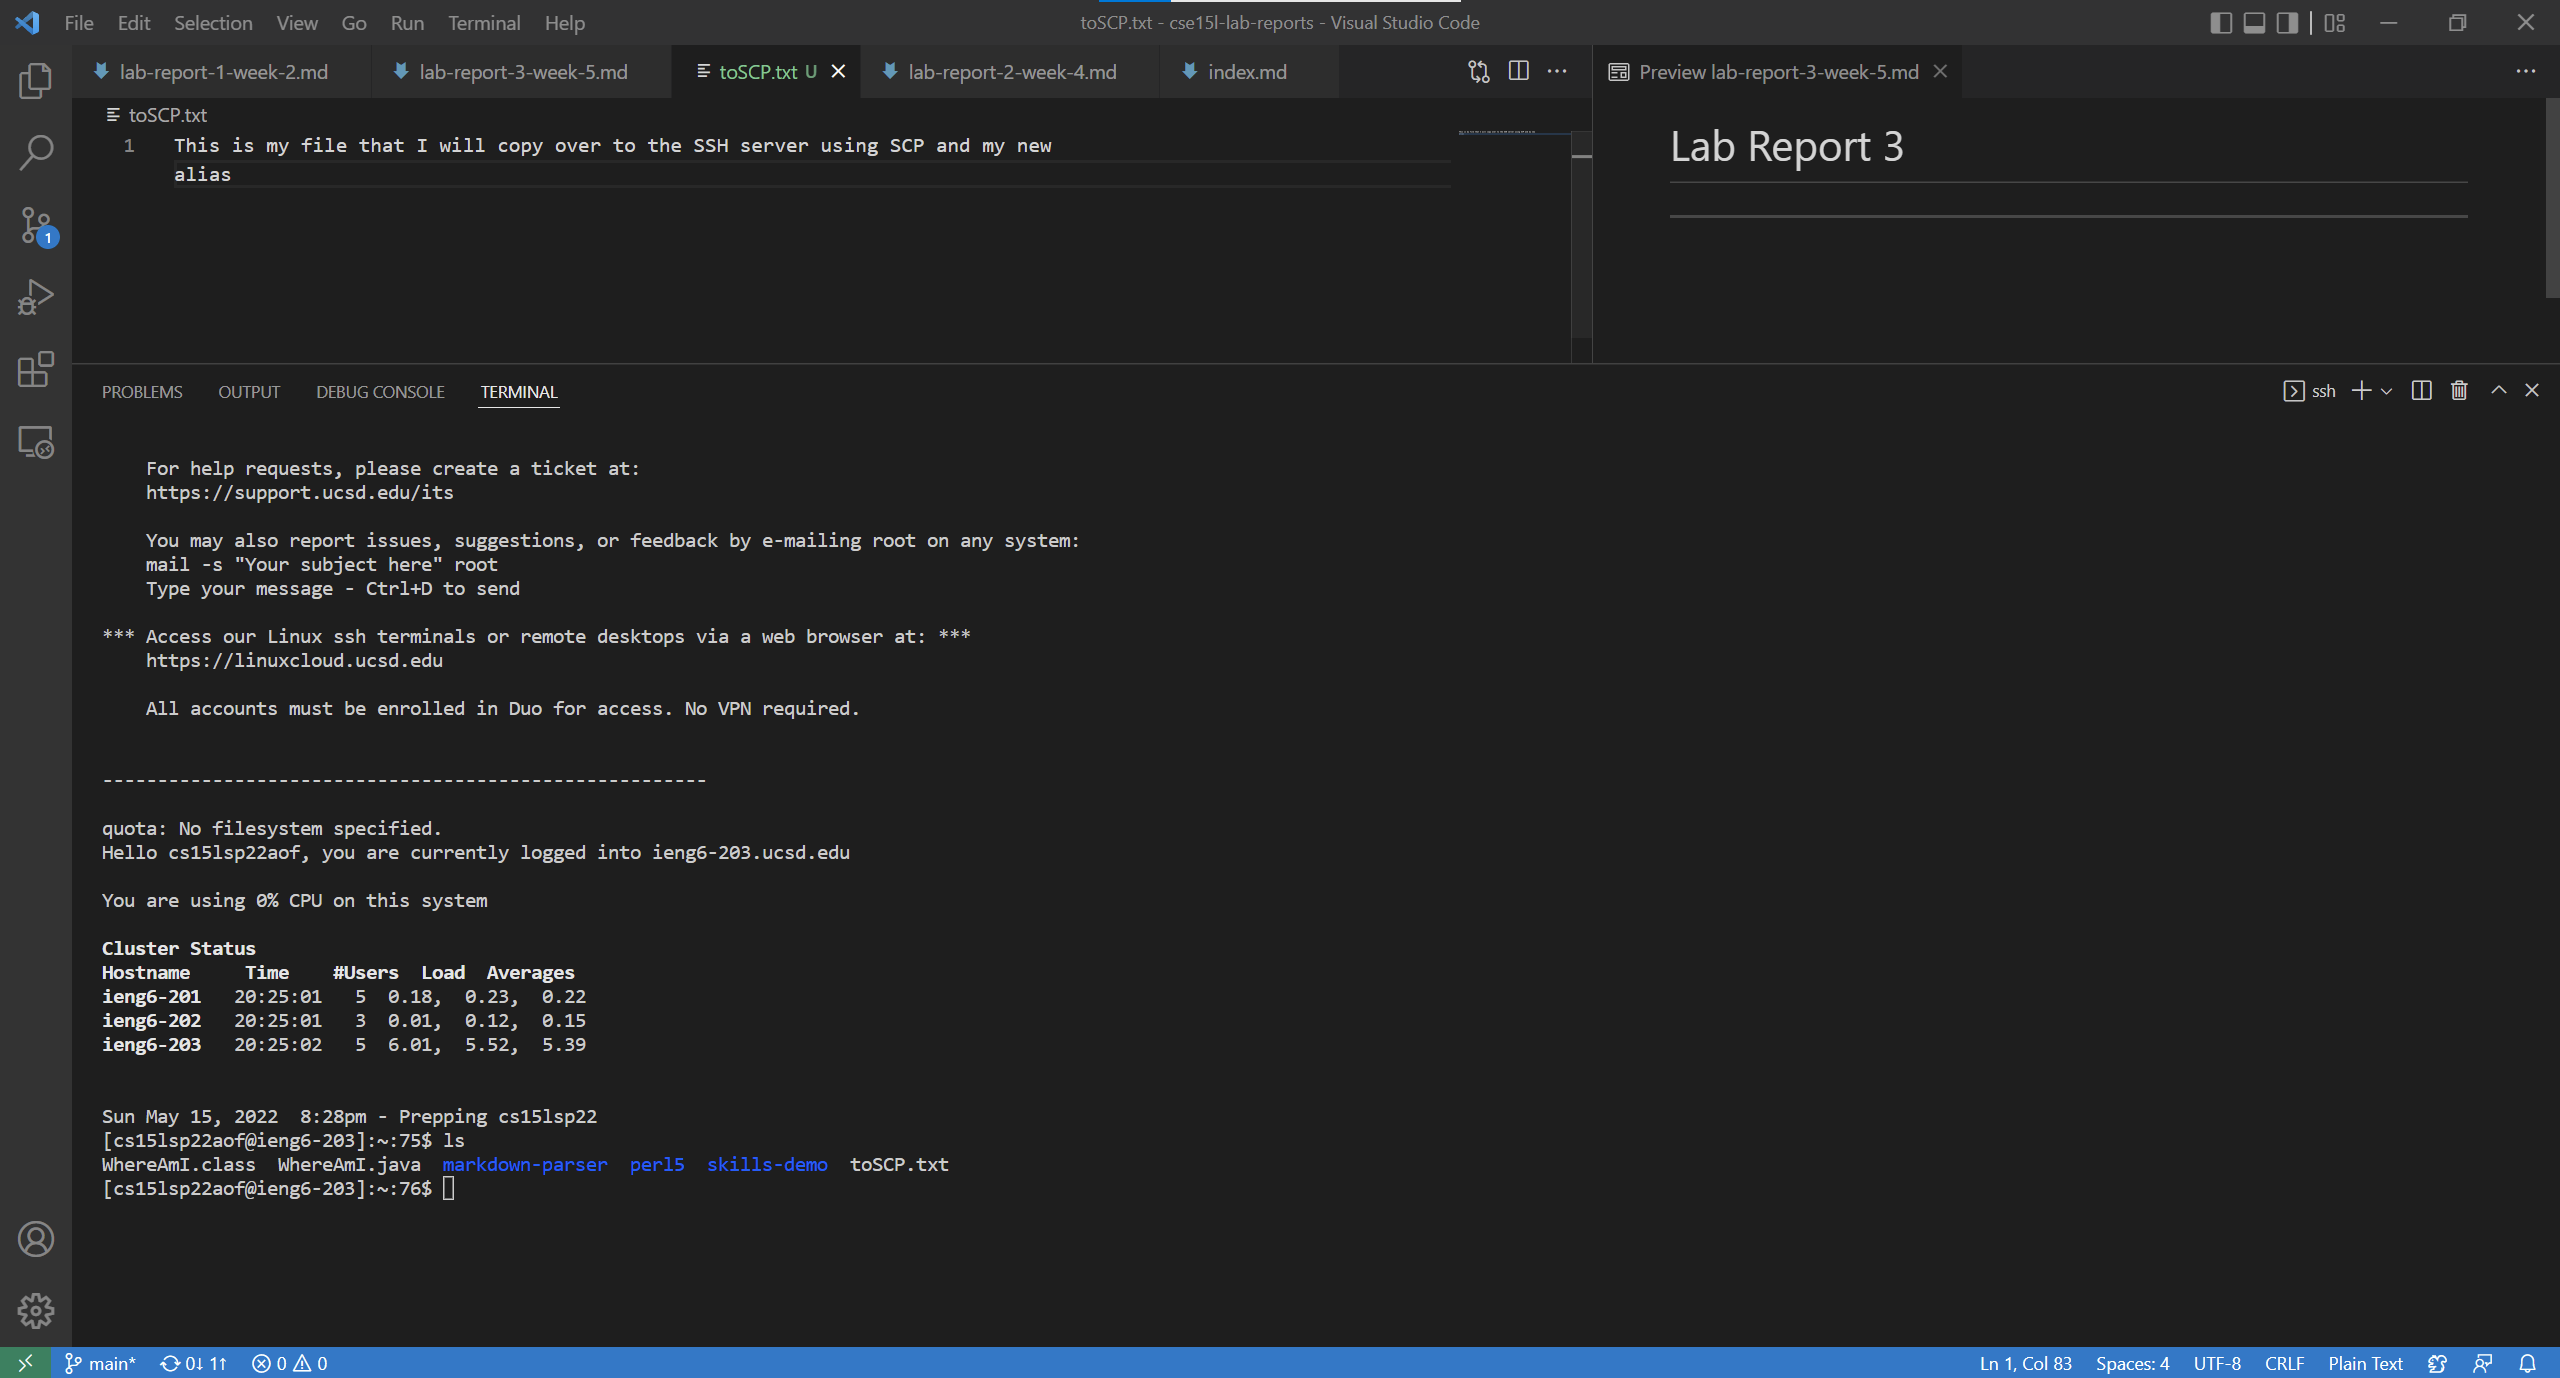 File Edit Selection View Go Run Terminal Help toSCP.txt - cse15l-lab-reports - Visual Studio Code
lab-report-1-week-2.md lab-report-3-week-5.md toSCP.txt U lab-report-2-week-4.md index.md Preview lab-report-3-week-5.md
toSCP.txt
1 This is my file that I will copy over to the SSH server using SCP and my new
alias
Lab Report 3
1
PROBLEMS OUTPUT DEBUG CONSOLE TERMINAL ssh
For help requests, please create a ticket at:
https://support.ucsd.edu/its
You may also report issues, suggestions, or feedback by e-mailing root on any system:
mail -s "Your subject here" root
Type your message - Ctrl+D to send
*** Access our Linux ssh terminals or remote desktops via a web browser at: ***
https://linuxcloud.ucsd.edu
All accounts must be enrolled in Duo for access. No VPN required.
-------------------------------------------------------
quota: No filesystem specified.
Hello cs15lsp22aof, you are currently logged into ieng6-203.ucsd.edu
You are using 0% CPU on this system
Cluster Status
Hostname Time #Users Load Averages
ieng6-201 20:25:01 5 0.18, 0.23, 0.22
ieng6-202 20:25:01 3 0.01, 0.12, 0.15
ieng6-203 20:25:02 5 6.01, 5.52, 5.39
Sun May 15, 2022 8:28pm - Prepping cs15lsp22
[cs15lsp22aof@ieng6-203]:~:75$ ls
WhereAmI.class WhereAmI.java markdown-parser perl5 skills-demo toSCP.txt
[cs15lsp22aof@ieng6-203]:~:76$
main* 0↓ 1↑ 0 0 Ln 1, Col 83 Spaces: 4 UTF-8 CRLF Plain Text